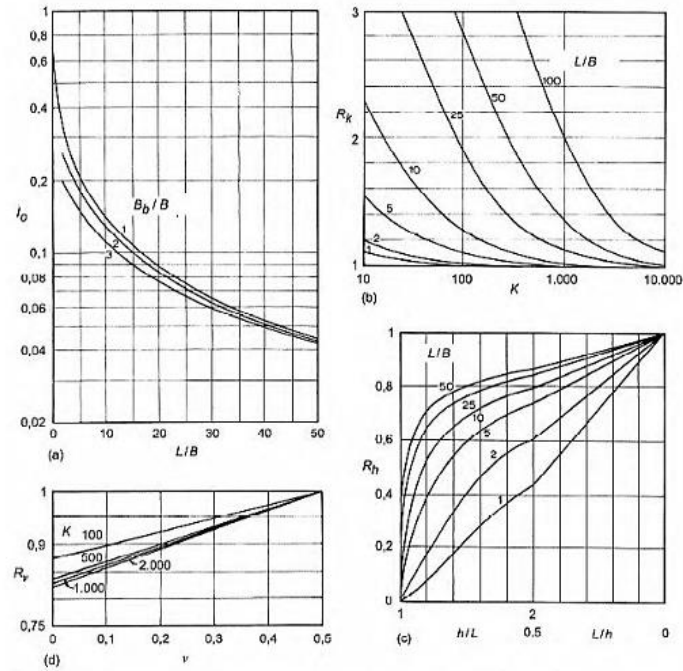 1
0,8
0,6
0,4
0,2
I₀
0,1
0,08
0,06
0,04
0,02
B_b/B
1
2
3
0 10 20 30 40 50
(a) L/B
3
R_k
2
1
L/B
100
50
25
10
5
2
1
10 100 1.000 10.000
(b) K
1
0,9
R_ν
0,8
0,75
K 100
500
1.000
2.000
0 0,1 0,2 0,3 0,4 0,5
(d) ν
1
0,8
0,6
R_h
0,4
0,2
0
L/B
50
25
10
5
2
1
1 2 0
h/L 0.5 L/h
(c)